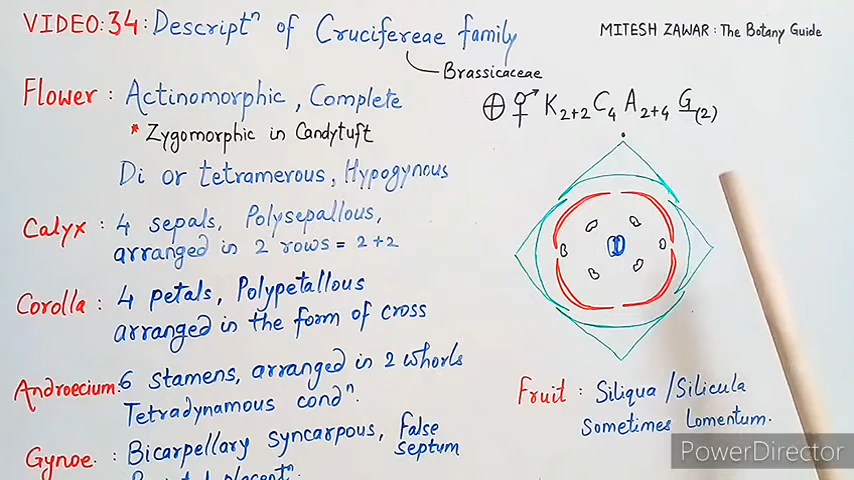 VIDEO:34: Descriptⁿ of Crucifereae family
MITESH ZAWAR: The Botany Guide
Brassicaceae
Flower: Actinomorphic, Complete
* Zygomorphic in Candytuft
Di or tetramerous, Hypogynous
⊕ ⚥ K2+2 C4 A2+4 G(2)
Calyx: 4 sepals, Polysepallous,
arranged in 2 rows = 2+2
Corolla: 4 petals, Polypetallous
arranged in the form of cross
Androecium: 6 stamens, arranged in 2 whorls
Tetradynamous condⁿ.
Gynoe: Bicarpellary syncarpous, False
septum
Fruit: Siliqua/Silicula
Sometimes Lomentum.
PowerDirector